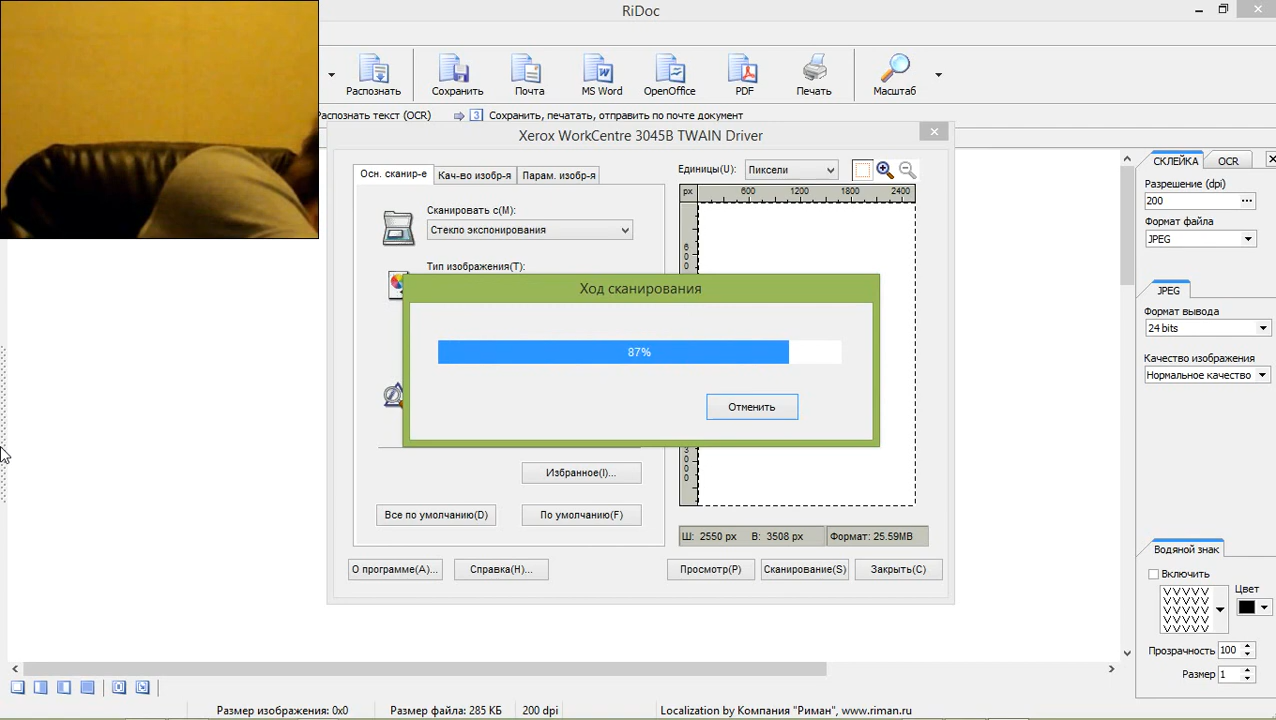 RiDoc
Распознать
Сохранить
Почта
MS Word
OpenOffice
PDF
Печать
Масштаб
Распознать текст (OCR)
3
Сохранить, печатать, отправить по почте документ
Xerox WorkCentre 3045B TWAIN Driver
Осн. сканир-е
Кач-во изобр-я
Парам. изобр-я
Единицы(U):
Пиксели
px
600
1200
1800
2400
Сканировать с(M):
Стекло экспонирования
Тип изображения(T):
Ход сканирования
87%
Отменить
Избранное(I)...
Все по умолчанию(D)
По умолчанию(F)
Ш: 2550 px
В: 3508 px
Формат: 25.59MB
О программе(A)...
Справка(H)...
Просмотр(P)
Сканирование(S)
Закрыть(C)
СКЛЕЙКА
OCR
Разрешение (dpi)
200
Формат файла
JPEG
JPEG
Формат вывода
24 bits
Качество изображения
Нормальное качество
Водяной знак
Включить
Цвет
Прозрачность 100
Размер 1
Размер изображения: 0x0
Размер файла: 285 КБ
200 dpi
Localization by Компания "Риман", www.riman.ru